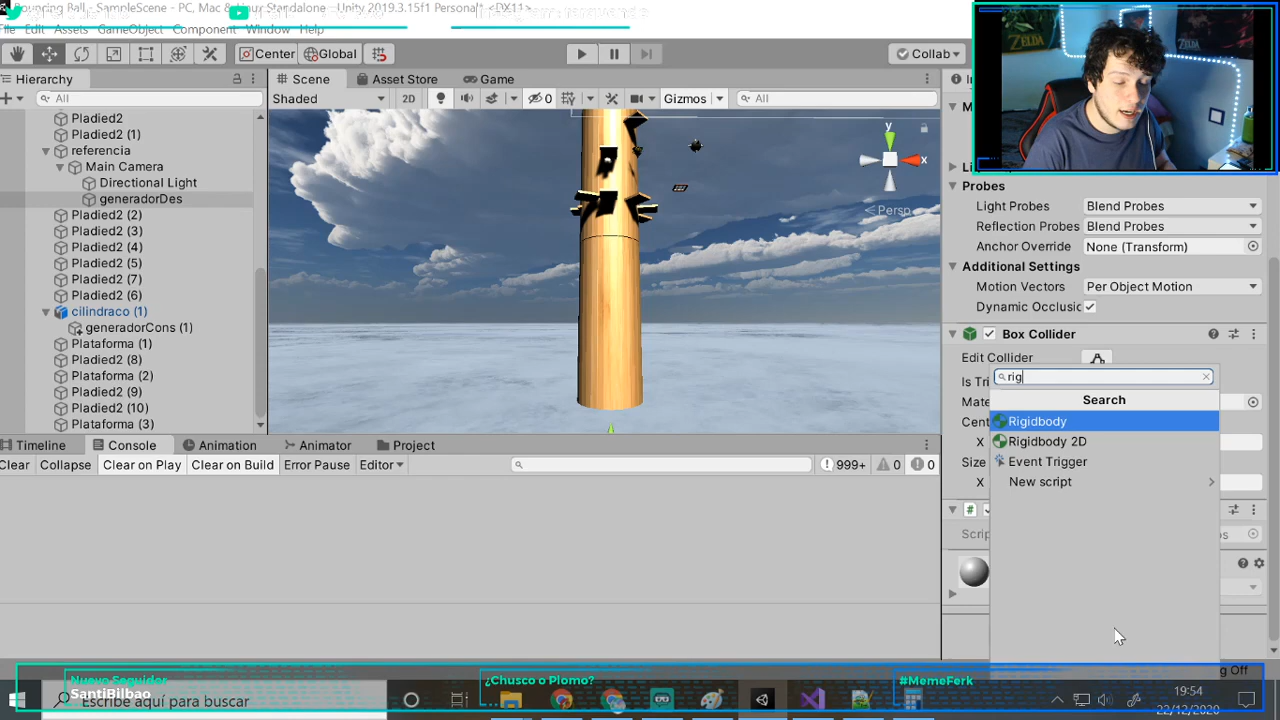 Bouncing Ball - SampleScene - PC, Mac & Linux Standalone - Unity 2019.3.15f1 Personal* <DX11>
File Edit Assets GameObject Component Window Help
Center Global Collab
Hierarchy Scene Asset Store Game
All Shaded 2D 0 Gizmos All
Pladied2
Pladied2 (1)
referencia
Main Camera
Directional Light
generadorDes
Pladied2 (2)
Pladied2 (3)
Pladied2 (4)
Pladied2 (5)
Pladied2 (6)
Pladied2 (7)
cilindraco (1)
generadorCons (1)
Plataforma (1)
Pladied2 (8)
Plataforma (2)
Pladied2 (9)
Pladied2 (10)
Plataforma (3)
y
x
Persp
Probes
Light Probes Blend Probes
Reflection Probes Blend Probes
Anchor Override None (Transform)
Additional Settings
Motion Vectors Per Object Motion
Dynamic Occlusic
Box Collider
Edit Collider
Is Tri
Mate
Cent
X
Size
X
Scrip
rig
Search
Rigidbody
Rigidbody 2D
Event Trigger
New script
Timeline Console Animation Animator Project
Clear Collapse Clear on Play Clear on Build Error Pause Editor 999+ 0 0
Nuevo Seguidor
SantiBilbao
¿Chusco o Plomo?
#MemeFerk
Escribe aquí para buscar
19:54
22/12/2020